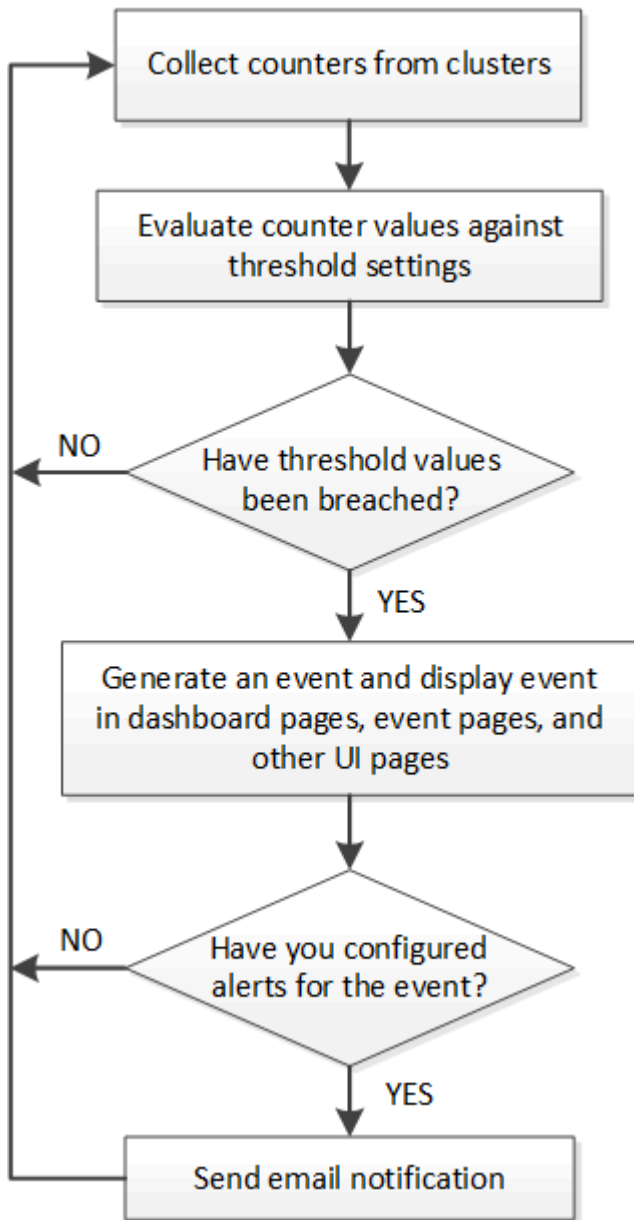 Collect counters from clusters
Evaluate counter values against
threshold settings
NO
Have threshold values
been breached?
YES
Generate an event and display event
in dashboard pages, event pages, and
other UI pages
NO
Have you configured
alerts for the event?
YES
Send email notification